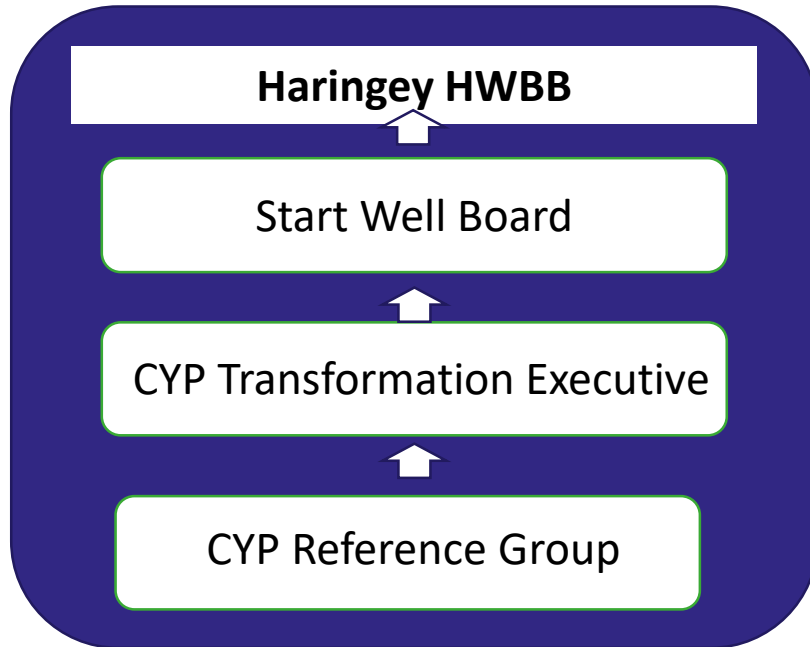 Haringey HWBB
Start Well Board
CYP Transformation Executive
CYP Reference Group